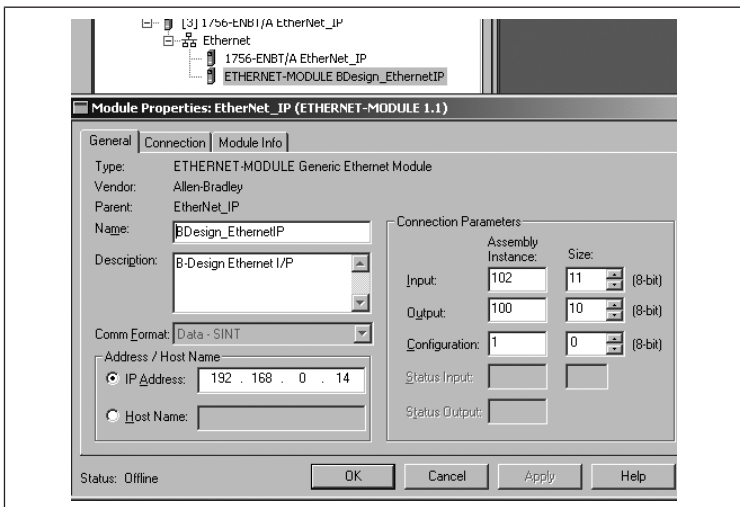 [3] 1756-ENBT/A EtherNet_IP
Ethernet
1756-ENBT/A EtherNet_IP
ETHERNET-MODULE BDesign_EthernetIP
Module Properties: EtherNet_IP (ETHERNET-MODULE 1.1)
General Connection Module Info
Type: ETHERNET-MODULE Generic Ethernet Module
Vendor: Allen-Bradley
Parent: EtherNet_IP
Name: BDesign_EthernetIP
Description: B-Design Ethernet I/P
Comm Format: Data - SINT
Address / Host Name
IP Address: 192 . 168 . 0 . 14
Host Name:
Connection Parameters
Assembly Instance: Size:
Input: 102 11 (8-bit)
Output: 100 10 (8-bit)
Configuration: 1 0 (8-bit)
Status Input:
Status Output:
Status: Offline OK Cancel Apply Help